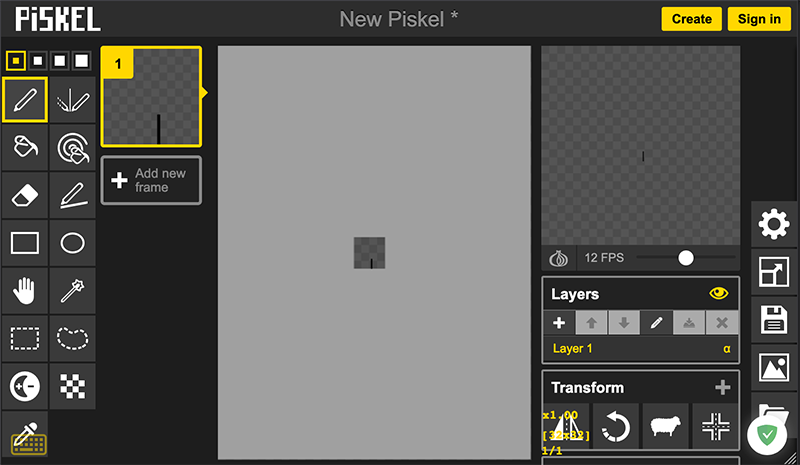 PiSKEL
New Piskel *
Create
Sign in
1
Add new
frame
12 FPS
Layers
Layer 1
α
Transform
x1.00
[32x32]
1/1